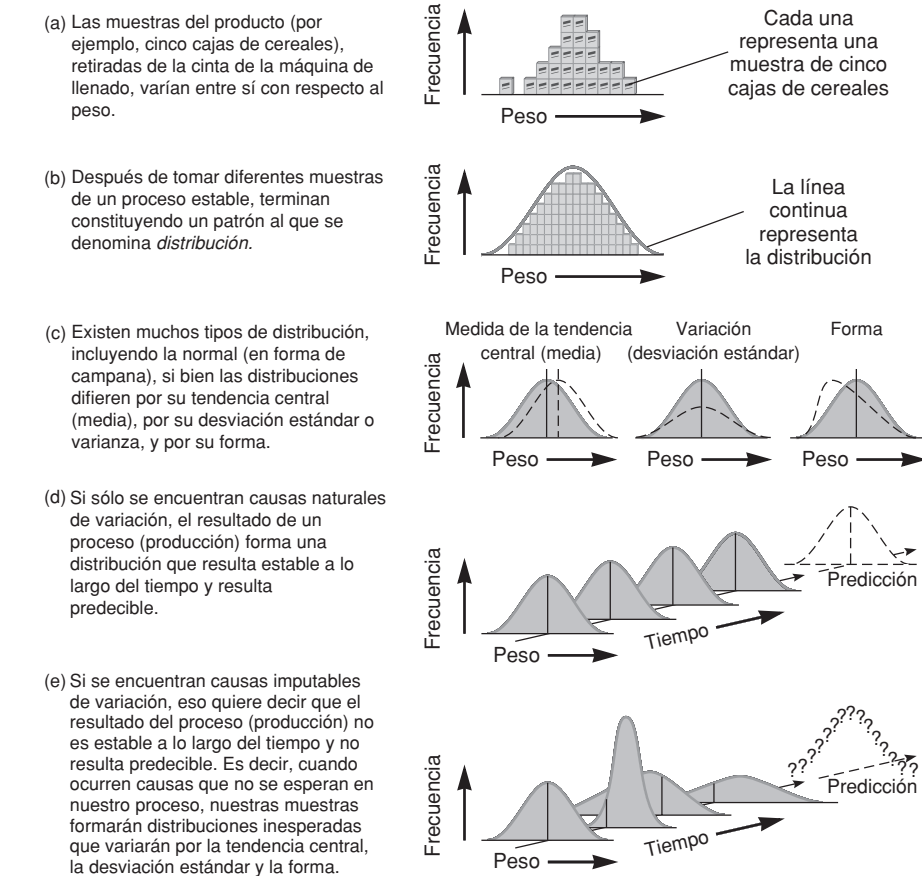 (a) Las muestras del producto (por
ejemplo, cinco cajas de cereales),
retiradas de la cinta de la máquina de
llenado, varían entre sí con respecto al
peso.
Frecuencia
Peso
Cada una
representa una
muestra de cinco
cajas de cereales
(b) Después de tomar diferentes muestras
de un proceso estable, terminan
constituyendo un patrón al que se
denomina distribución.
Frecuencia
Peso
La línea
continua
representa
la distribución
(c) Existen muchos tipos de distribución,
incluyendo la normal (en forma de
campana), si bien las distribuciones
difieren por su tendencia central
(media), por su desviación estándar o
varianza, y por su forma.
Frecuencia
Medida de la tendencia
central (media)
Peso
Variación
(desviación estándar)
Peso
Forma
Peso
(d) Si sólo se encuentran causas naturales
de variación, el resultado de un
proceso (producción) forma una
distribución que resulta estable a lo
largo del tiempo y resulta
predecible.
Frecuencia
Peso
Tiempo
Predicción
(e) Si se encuentran causas imputables
de variación, eso quiere decir que el
resultado del proceso (producción) no
es estable a lo largo del tiempo y no
resulta predecible. Es decir, cuando
ocurren causas que no se esperan en
nuestro proceso, nuestras muestras
formarán distribuciones inesperadas
que variarán por la tendencia central,
la desviación estándar y la forma.
Frecuencia
Peso
Tiempo
???????????????????
Predicción